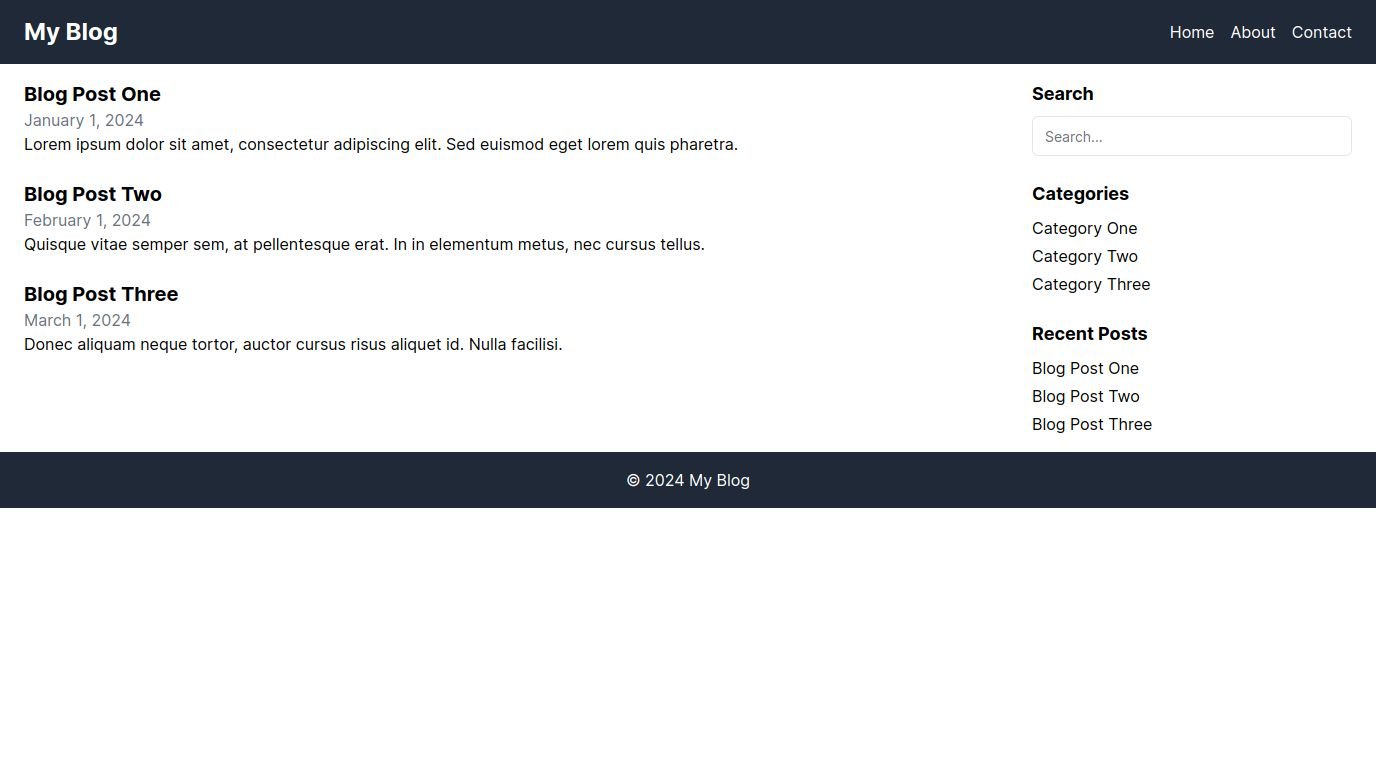 My Blog
Home About Contact
Blog Post One
January 1, 2024
Lorem ipsum dolor sit amet, consectetur adipiscing elit. Sed euismod eget lorem quis pharetra.
Blog Post Two
February 1, 2024
Quisque vitae semper sem, at pellentesque erat. In in elementum metus, nec cursus tellus.
Blog Post Three
March 1, 2024
Donec aliquam neque tortor, auctor cursus risus aliquet id. Nulla facilisi.
Search
Search...
Categories
Category One
Category Two
Category Three
Recent Posts
Blog Post One
Blog Post Two
Blog Post Three
© 2024 My Blog